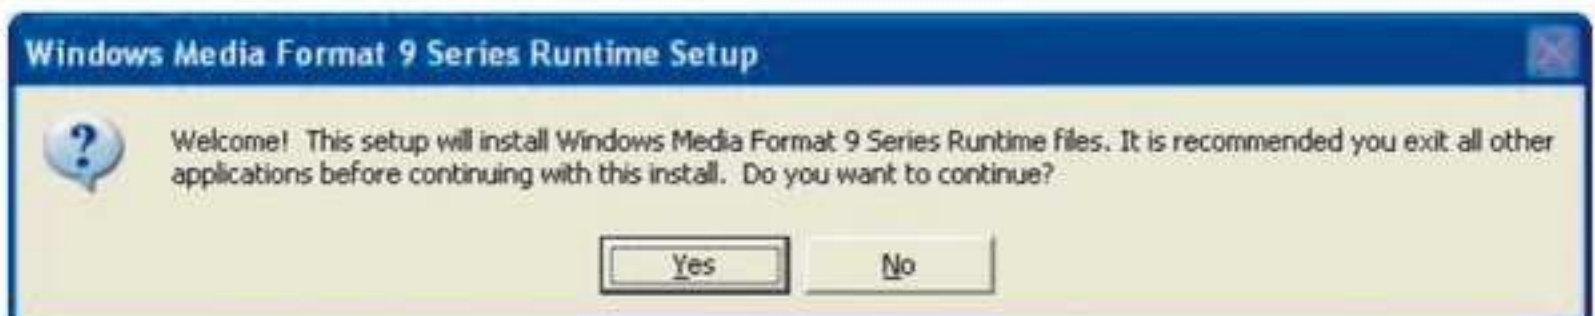 Windows Media Format 9 Series Runtime Setup
Welcome! This setup will install Windows Media Format 9 Series Runtime files. It is recommended you exit all other
applications before continuing with this install. Do you want to continue?
Yes No